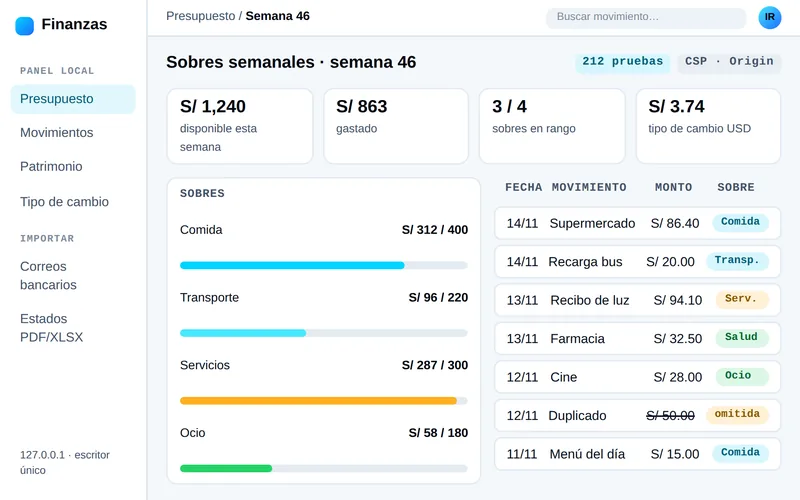 Finanzas
PANEL LOCAL
Presupuesto
Movimientos
Patrimonio
Tipo de cambio
IMPORTAR
Correos
bancarios
Estados
PDF/XLSX
127.0.0.1 · escritor
único
Presupuesto / Semana 46
Buscar movimiento…
IR
Sobres semanales · semana 46
212 pruebas
CSP · Origin
S/ 1,240
disponible esta
semana
S/ 863
gastado
3 / 4
sobres en rango
S/ 3.74
tipo de cambio USD
SOBRES
Comida S/ 312 / 400
Transporte S/ 96 / 220
Servicios S/ 287 / 300
Ocio S/ 58 / 180
FECHA MOVIMIENTO MONTO SOBRE
14/11 Supermercado S/ 86.40 Comida
14/11 Recarga bus S/ 20.00 Transp.
13/11 Recibo de luz S/ 94.10 Serv.
13/11 Farmacia S/ 32.50 Salud
12/11 Cine S/ 28.00 Ocio
12/11 Duplicado S/ 50.00 omitida
11/11 Menú del día S/ 15.00 Comida